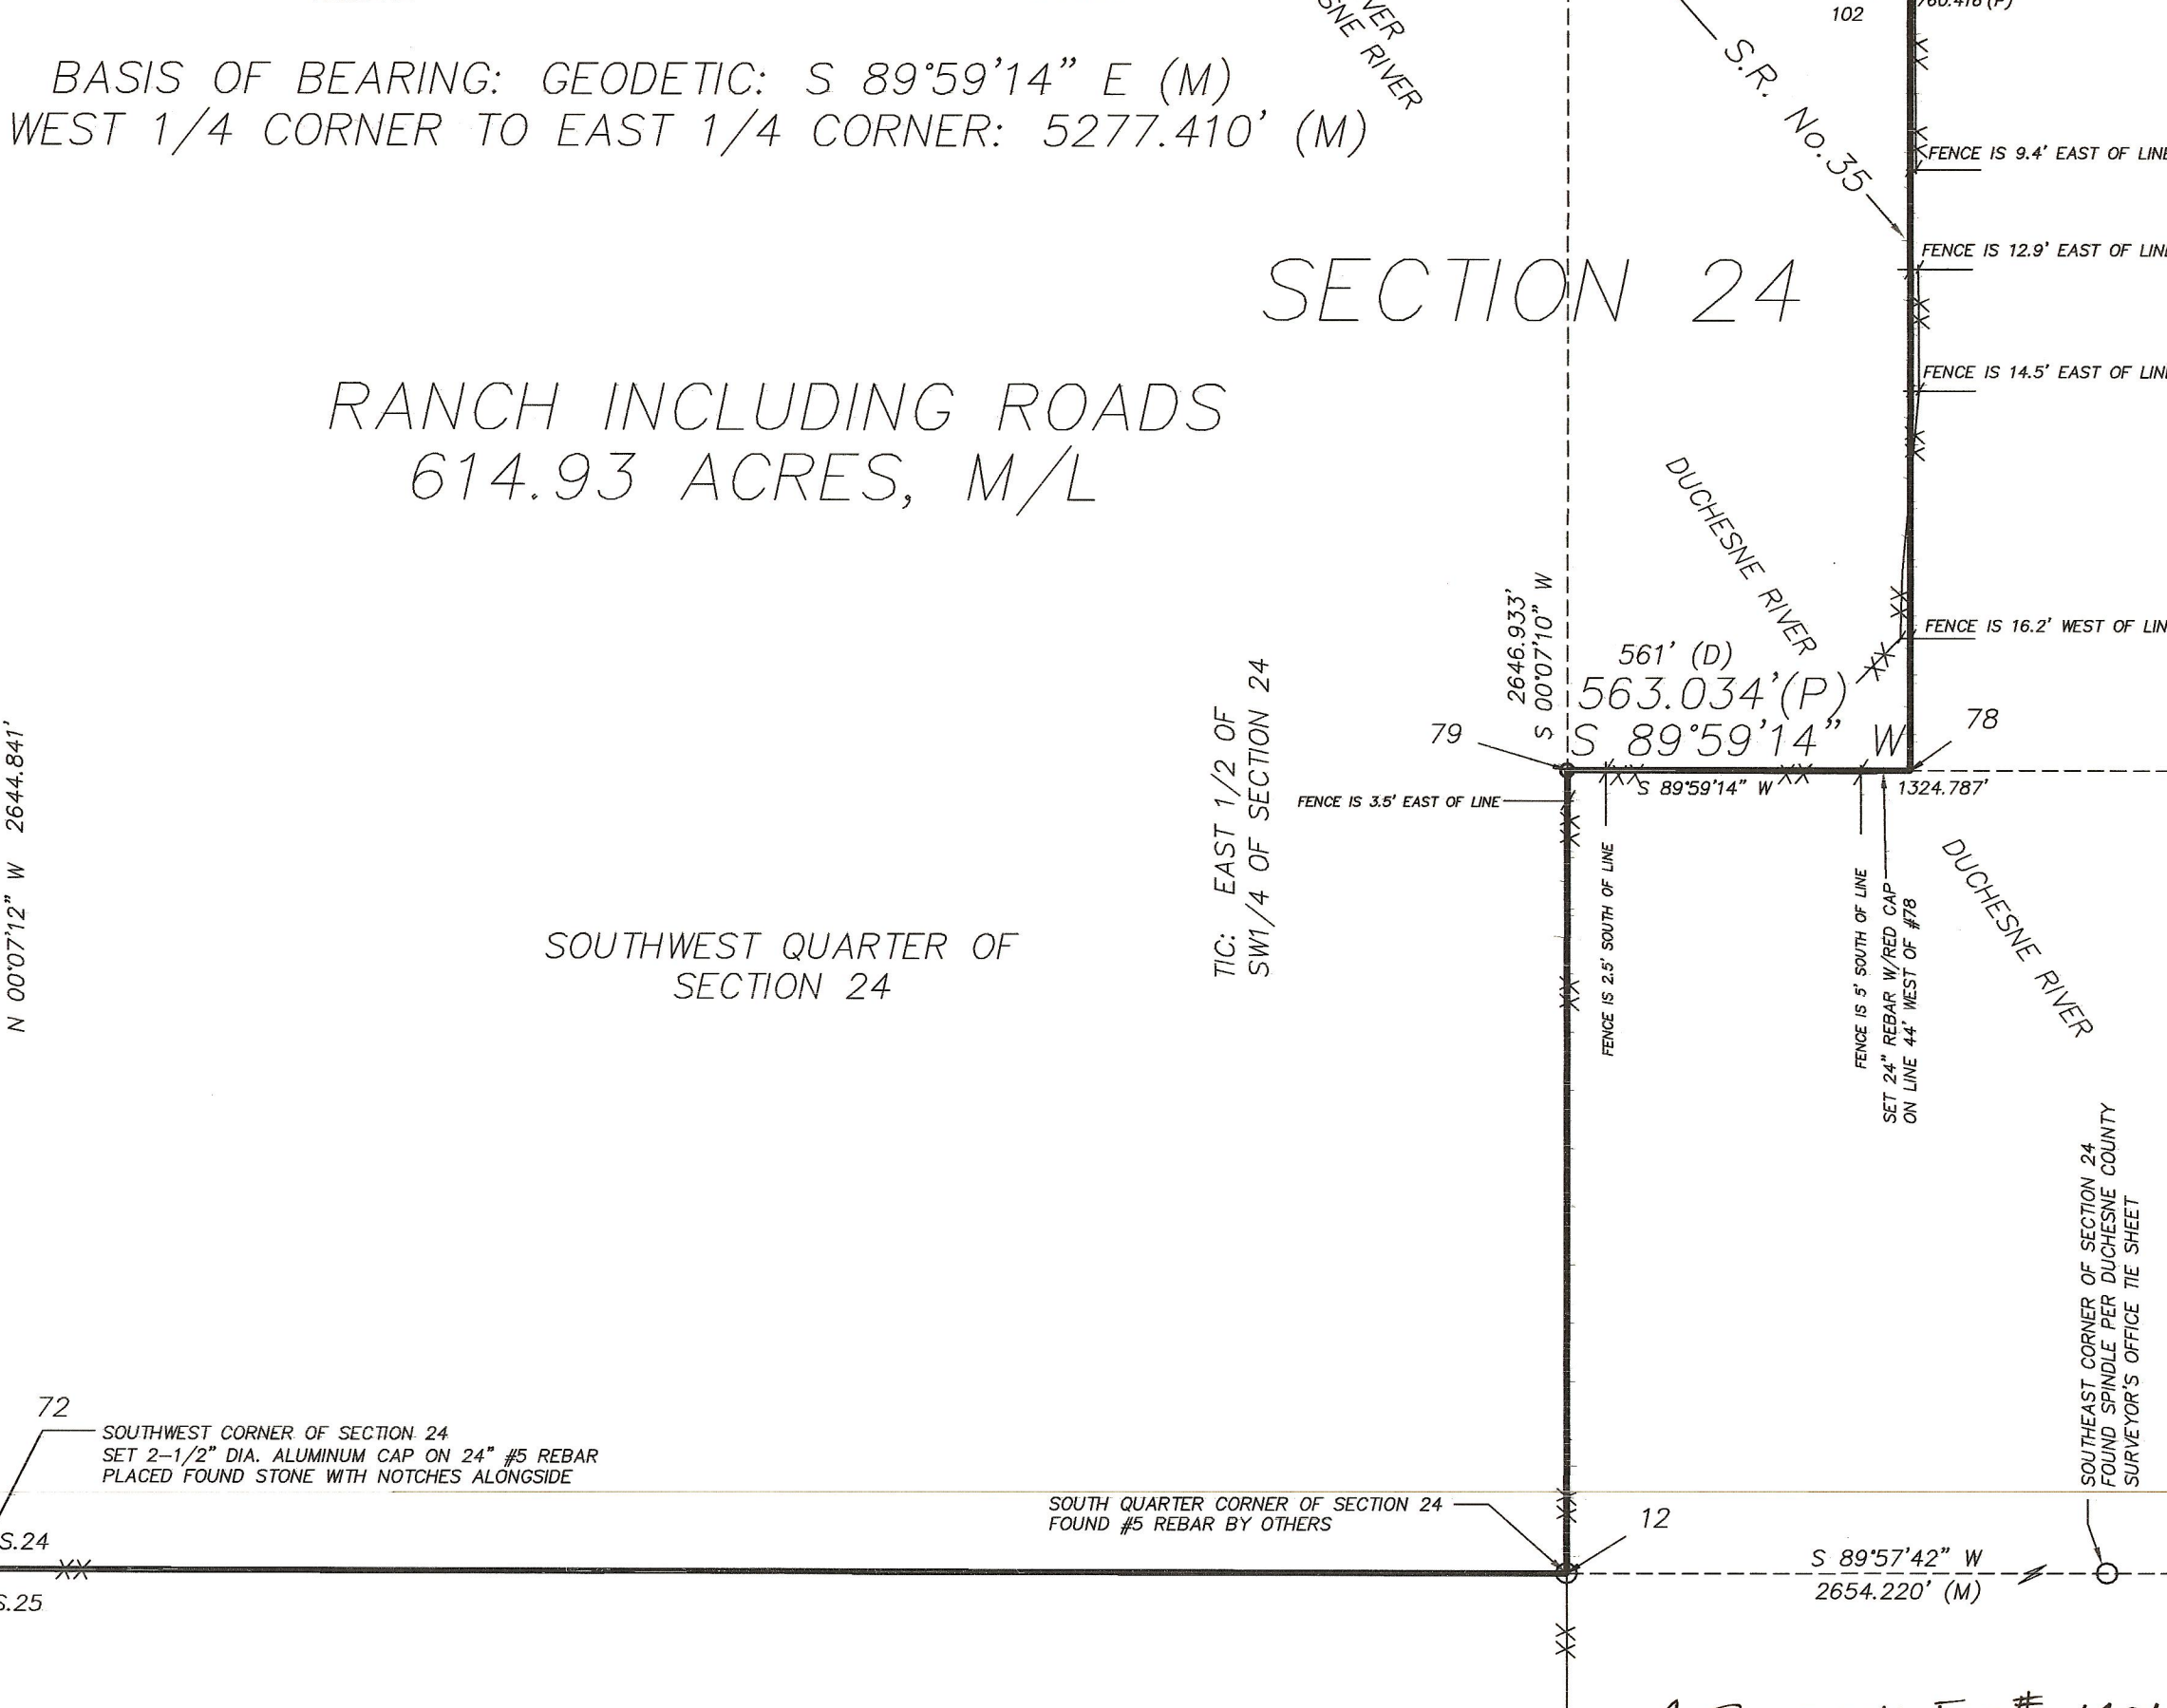 102
760.418'(P)
BASIS OF BEARING: GEODETIC: S 89°59'14" E (M)
WEST 1/4 CORNER TO EAST 1/4 CORNER: 5277.410' (M)
RIVER
S.R. No.35
FENCE IS 9.4' EAST OF
FENCE IS 12.9' EAST OF
SECTION 24
FENCE IS 14.5' EAST OF
RANCH INCLUDING ROADS
614.93 ACRES, M/L
DUCHESNE RIVER
FENCE IS 16.2' WEST OF
2646.933'
S 00°07'10" W
561' (D)
563.034'(P)
S 89°59'14" W
79
78
S 89°59'14" W
1324.787'
FENCE IS 3.5' EAST OF LINE
TIC: EAST 1/2 OF
SW1/4 OF SECTION 24
N 00°07'12" W 2644.841'
FENCE IS 2.5' SOUTH OF LINE
FENCE IS 5' SOUTH OF LINE
SET 24" REBAR W/RED CAP
ON LINE 44' WEST OF #78
DUCHESNE RIVER
SOUTHWEST QUARTER OF
SECTION 24
SOUTHEAST CORNER OF SECTION 24
FOUND SPINDLE PER DUCHESNE COUNTY
SURVEYOR'S OFFICE TIE SHEET
72
SOUTHWEST CORNER OF SECTION 24
SET 2-1/2" DIA. ALUMINUM CAP ON 24" #5 REBAR
PLACED FOUND STONE WITH NOTCHES ALONGSIDE
SOUTH QUARTER CORNER OF SECTION 24
FOUND #5 REBAR BY OTHERS
12
S.24
S.25
S 89°57'42" W
2654.220' (M)